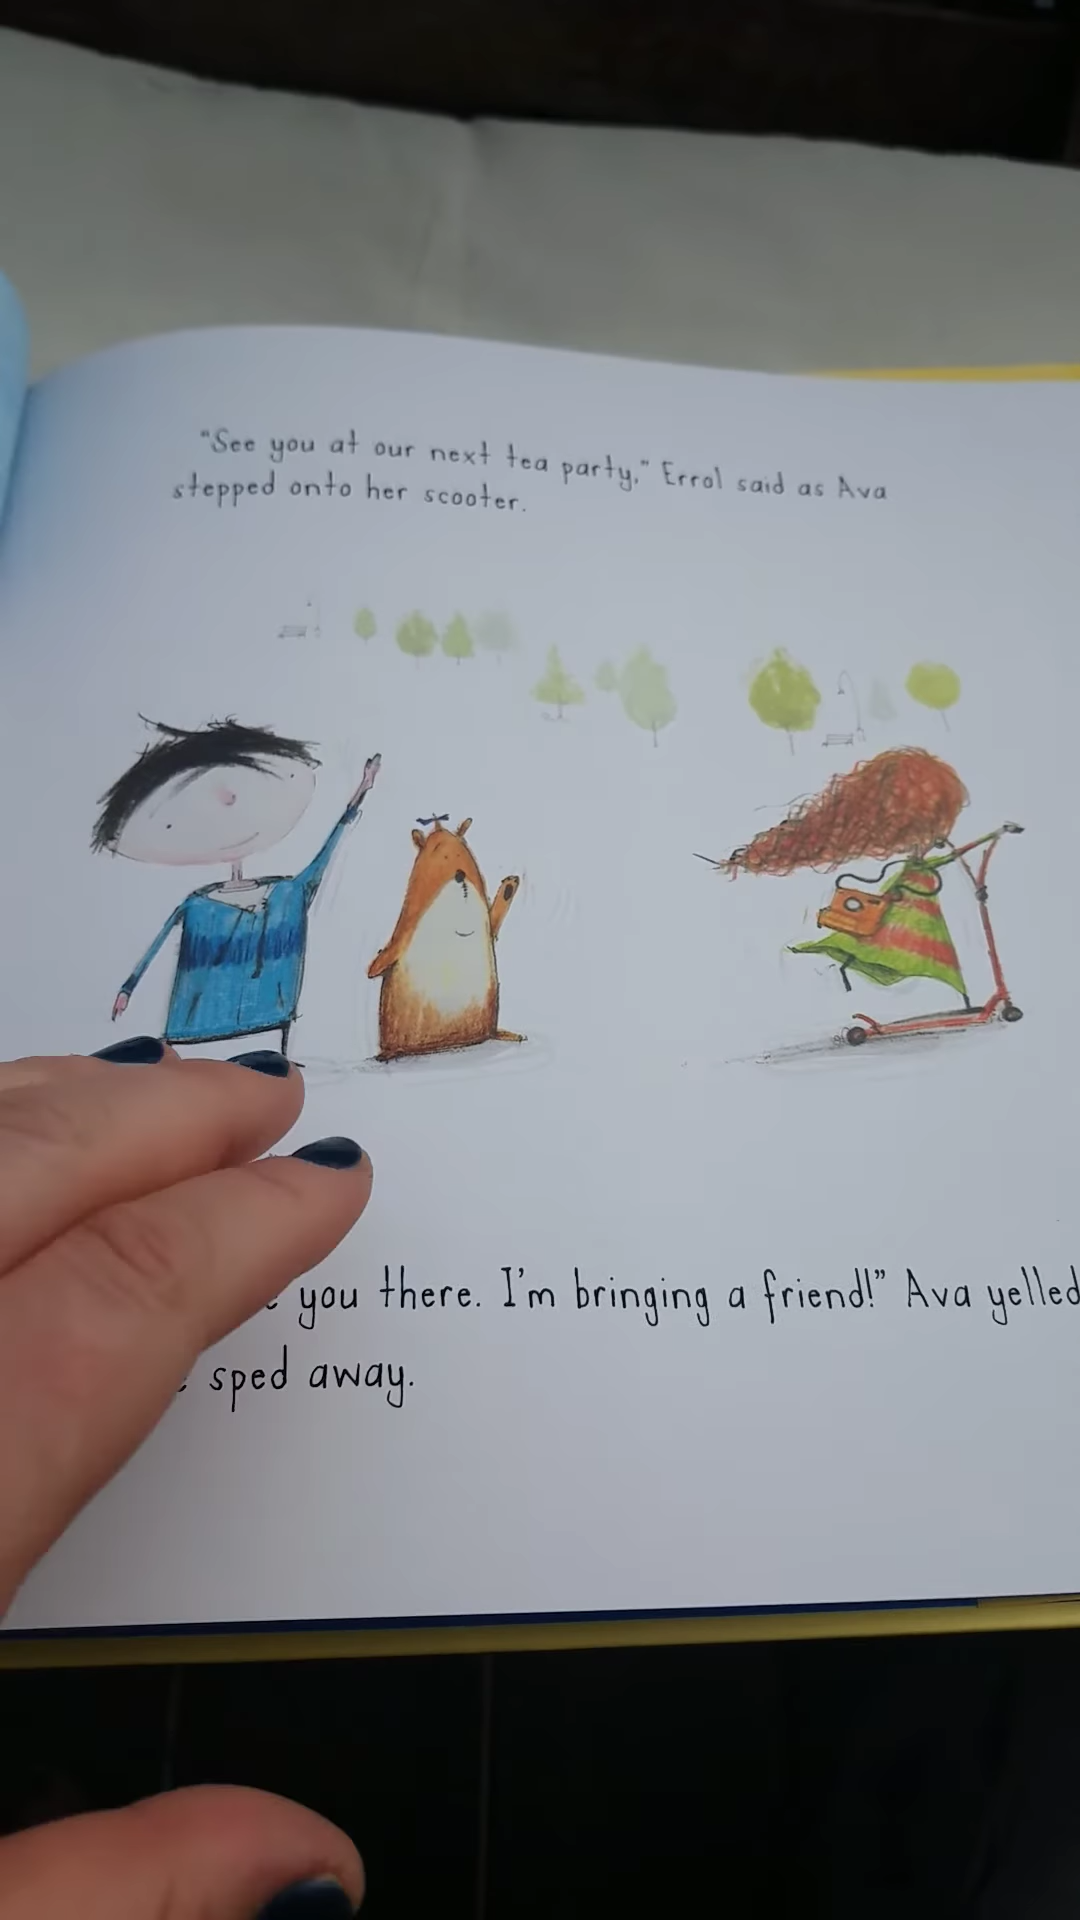 "See you at our next tea party," Errol said as Ava
stepped onto her scooter.
you there. I'm bringing a friend!" Ava yelled
sped away.